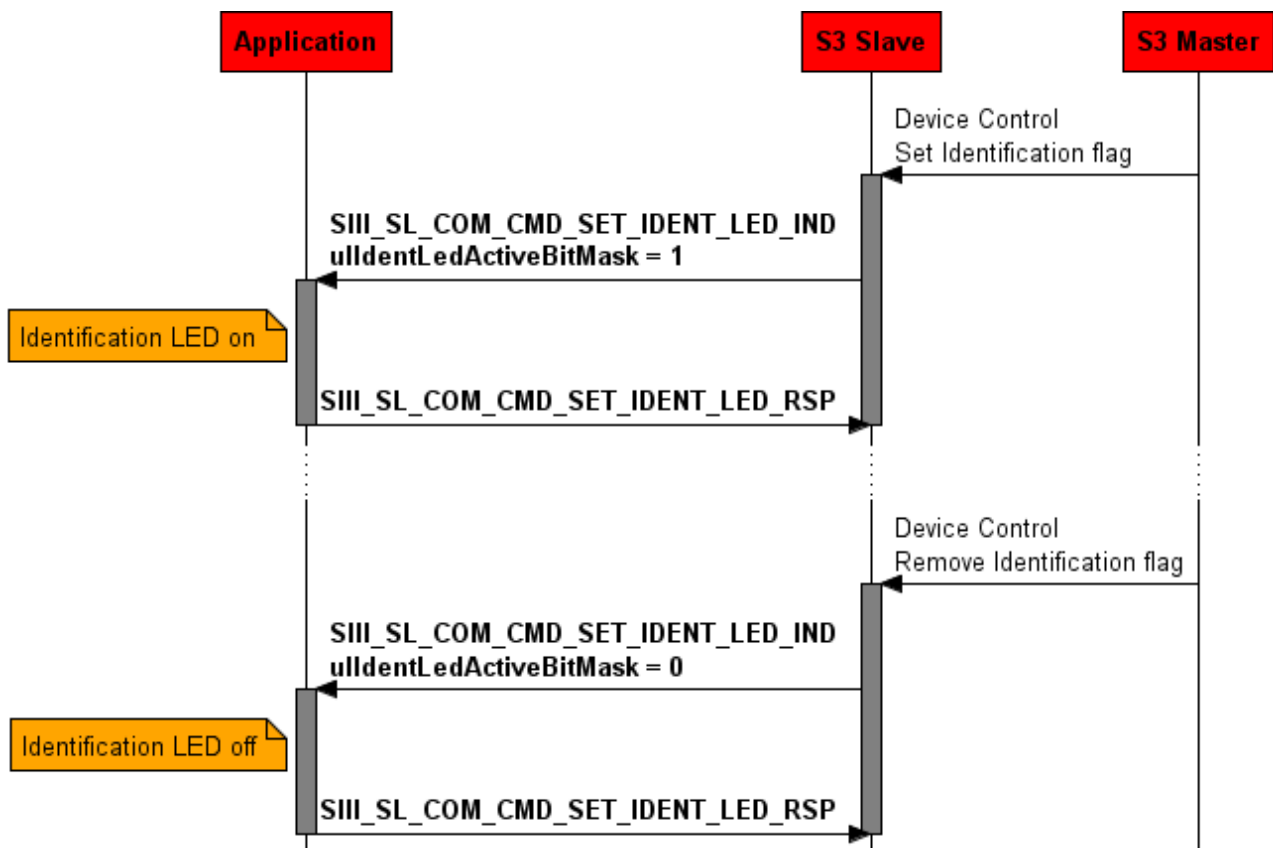 Application
S3 Slave
S3 Master
Device Control
Set Identification flag
SIII_SL_COM_CMD_SET_IDENT_LED_IND
ulIdentLedActiveBitMask = 1
Identification LED on
SIII_SL_COM_CMD_SET_IDENT_LED_RSP
Device Control
Remove Identification flag
SIII_SL_COM_CMD_SET_IDENT_LED_IND
ulIdentLedActiveBitMask = 0
Identification LED off
SIII_SL_COM_CMD_SET_IDENT_LED_RSP